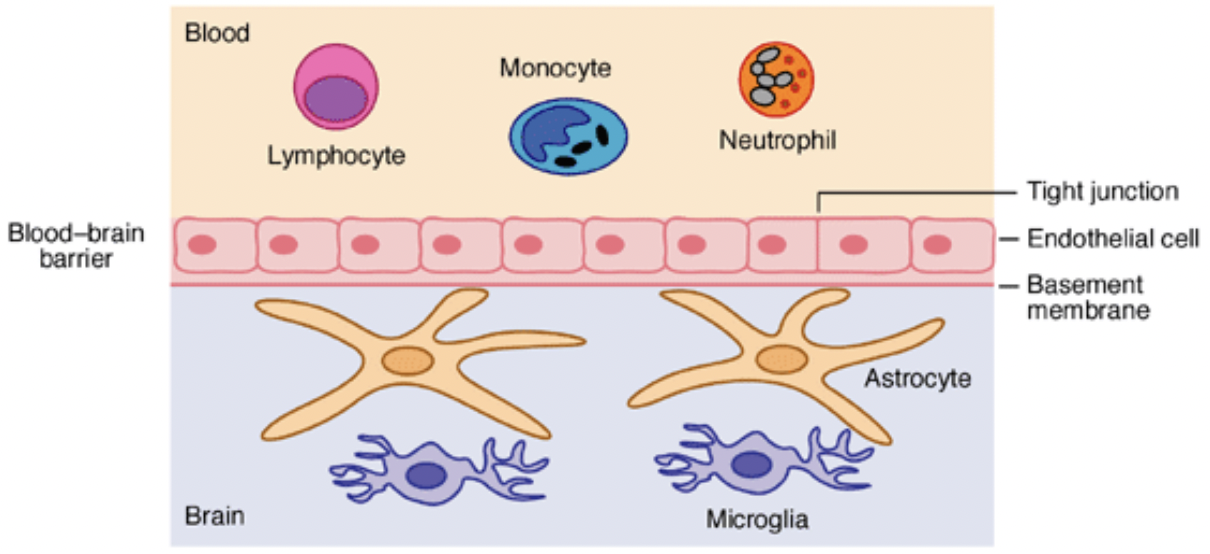 Blood
Monocyte
Lymphocyte
Neutrophil
Tight junction
Blood–brain
barrier
Endothelial cell
Basement
membrane
Astrocyte
Brain
Microglia